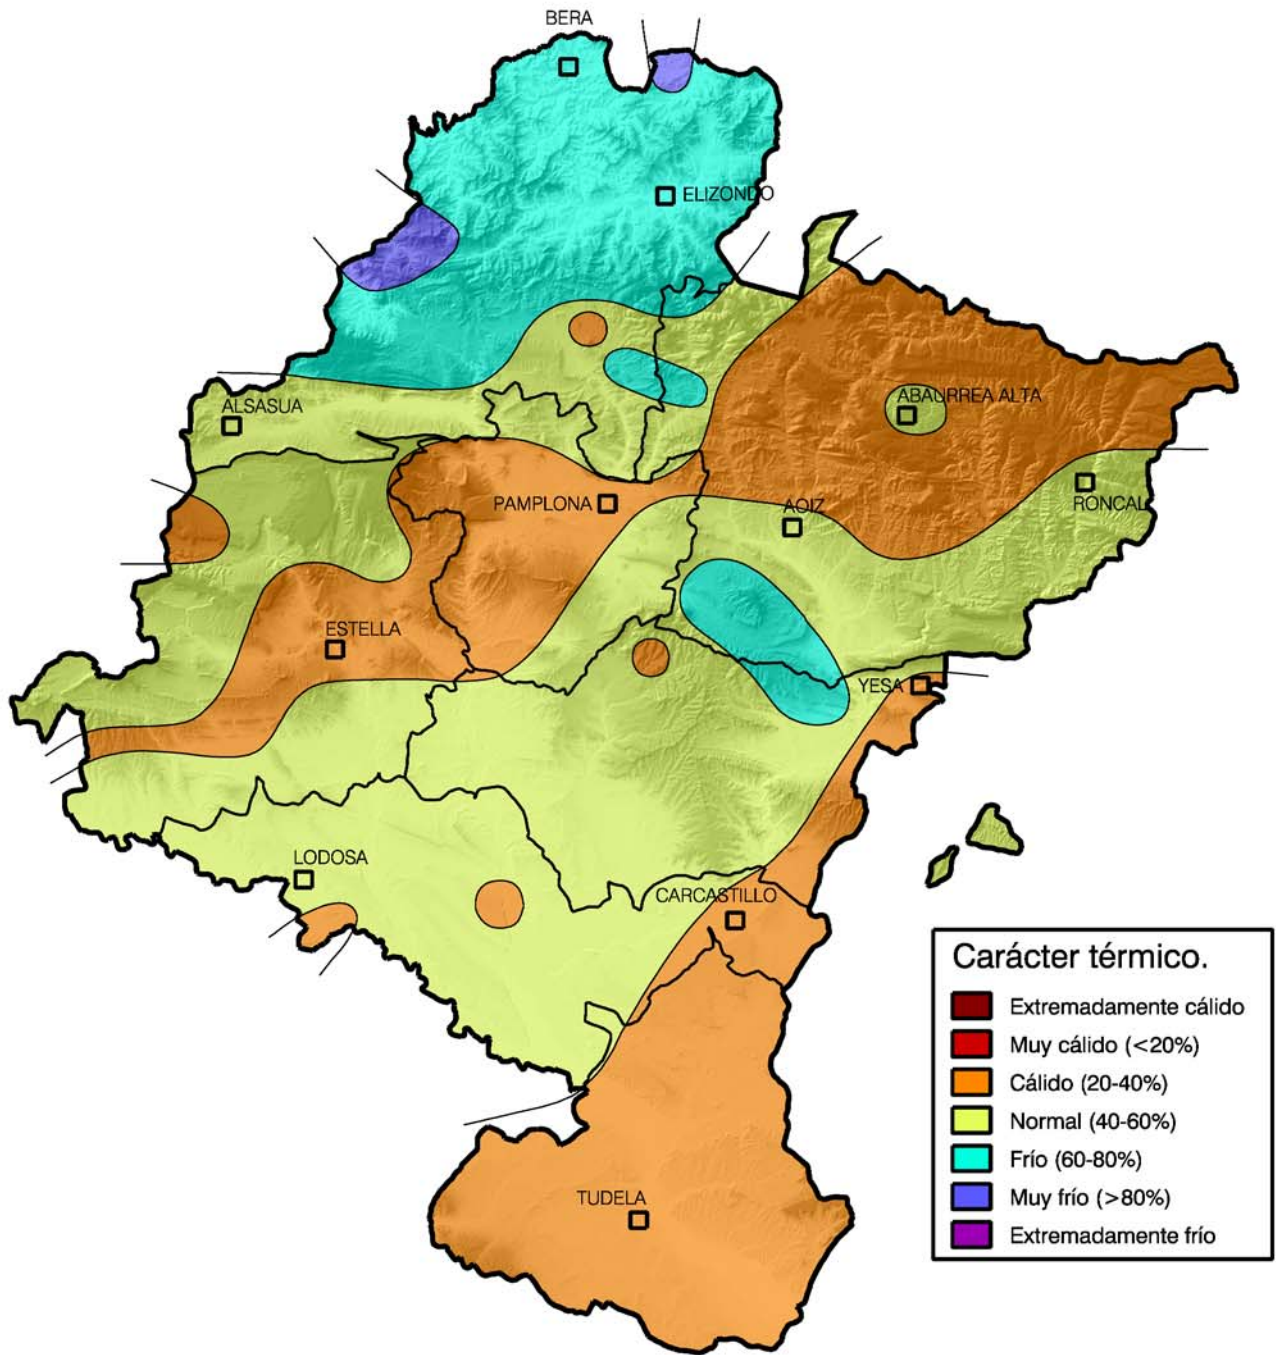 BERA
ELIZONDO
ALSASUA
ABAURREA ALTA
PAMPLONA
AOIZ
RONCAL
ESTELLA
YESA
LODOSA
CARCASTILLO
TUDELA
Carácter térmico.
Extremadamente cálido
Muy cálido (<20%)
Cálido (20-40%)
Normal (40-60%)
Frío (60-80%)
Muy frío (>80%)
Extremadamente frío